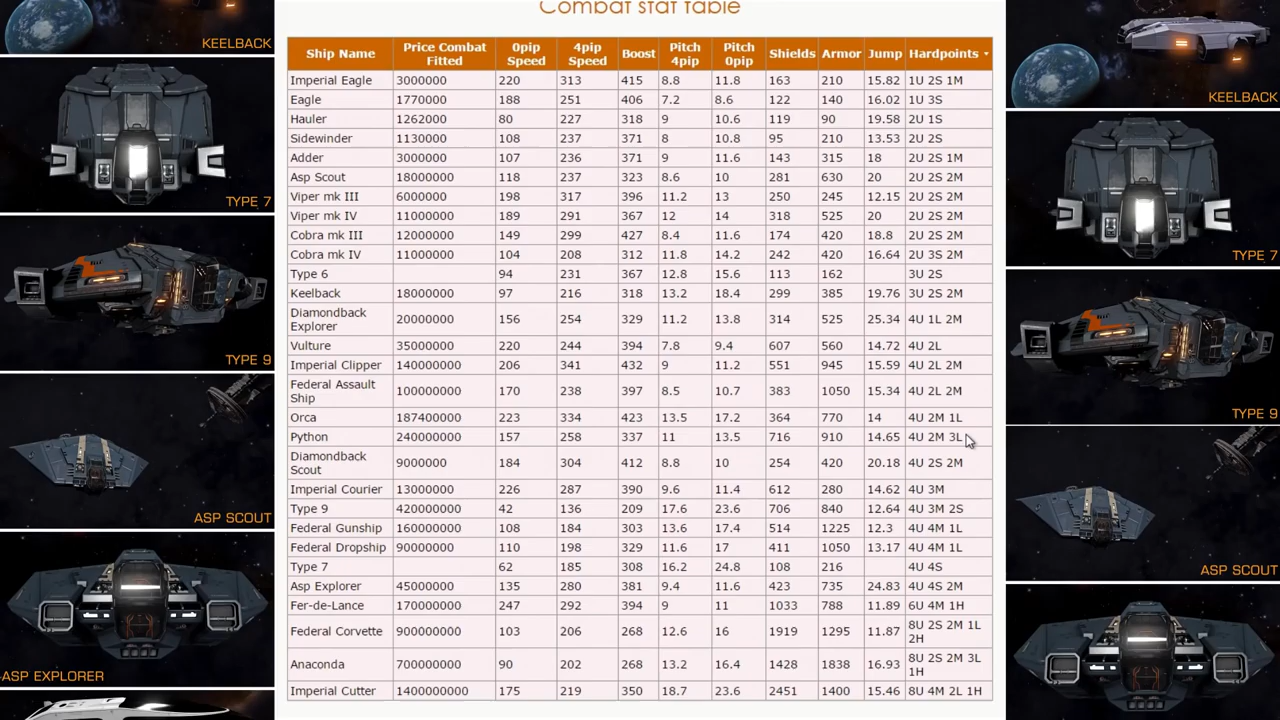 Combat stat table
KEELBACK
TYPE 7
TYPE 9
ASP SCOUT
ASP EXPLORER
Ship Name Price Combat Fitted 0pip Speed 4pip Speed Boost Pitch 4pip Pitch 0pip Shields Armor Jump Hardpoints
Imperial Eagle 3000000 220 313 415 8.8 11.8 163 210 15.82 1U 2S 1M
Eagle 1770000 188 251 406 7.2 8.6 122 140 16.02 1U 3S
Hauler 1262000 80 227 318 9 10.6 119 90 19.58 2U 1S
Sidewinder 1130000 108 237 371 8 10.8 95 210 13.53 2U 2S
Adder 3000000 107 236 371 9 11.6 143 315 18 2U 2S 1M
Asp Scout 18000000 118 237 323 8.6 10 281 630 20 2U 2S 2M
Viper mk III 6000000 198 317 396 11.2 13 250 245 12.15 2U 2S 2M
Viper mk IV 11000000 189 291 367 12 14 318 525 20 2U 2S 2M
Cobra mk III 12000000 149 299 427 8.4 11.6 174 420 18.8 2U 2S 2M
Cobra mk IV 11000000 104 208 312 11.8 14.2 242 420 16.64 2U 3S 2M
Type 6 94 231 367 12.8 15.6 113 162 3U 2S
Keelback 18000000 97 216 318 13.2 18.4 299 385 19.76 3U 2S 2M
Diamondback Explorer 20000000 156 254 329 11.2 13.8 314 525 25.34 4U 1L 2M
Vulture 35000000 220 244 394 7.8 9.4 607 560 14.72 4U 2L
Imperial Clipper 140000000 206 341 432 9 11.2 551 945 15.59 4U 2L 2M
Federal Assault Ship 100000000 170 238 397 8.5 10.7 383 1050 15.34 4U 2L 2M
Orca 187400000 223 334 423 13.5 17.2 364 770 14 4U 2M 1L
Python 240000000 157 258 337 11 13.5 716 910 14.65 4U 2M 3L
Diamondback Scout 9000000 184 304 412 8.8 10 254 420 20.18 4U 2S 2M
Imperial Courier 13000000 226 287 390 9.6 11.4 612 280 14.62 4U 3M
Type 9 420000000 42 136 209 17.6 23.6 706 840 12.64 4U 3M 2S
Federal Gunship 160000000 108 184 303 13.6 17.4 514 1225 12.3 4U 4M 1L
Federal Dropship 90000000 110 198 329 11.6 17 411 1050 13.17 4U 4M 1L
Type 7 62 185 308 16.2 24.8 108 216 4U 4S
Asp Explorer 45000000 135 280 381 9.4 11.6 423 735 24.83 4U 4S 2M
Fer-de-Lance 170000000 247 292 394 9 11 1033 788 11.89 6U 4M 1H
Federal Corvette 900000000 103 206 268 12.6 16 1919 1295 11.87 8U 2S 2M 1L 2H
Anaconda 700000000 90 202 268 13.2 16.4 1428 1838 16.93 8U 2S 2M 3L 1H
Imperial Cutter 1400000000 175 219 350 18.7 23.6 2451 1400 15.46 8U 4M 2L 1H
KEELBACK
TYPE 7
TYPE 9
ASP SCOUT